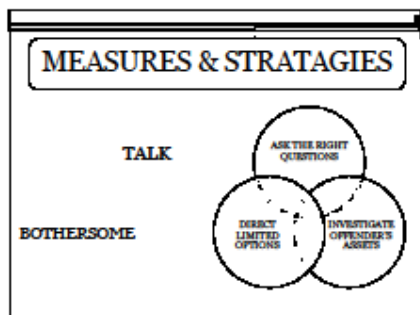 MEASURES & STRATAGIES
TALK
ASK THE RIGHT
QUESTIONS
BOTHERSOME
DIRECT
LIMITED
OPTIONS
INVESTIGATE
OFFENDER'S
ASSETS